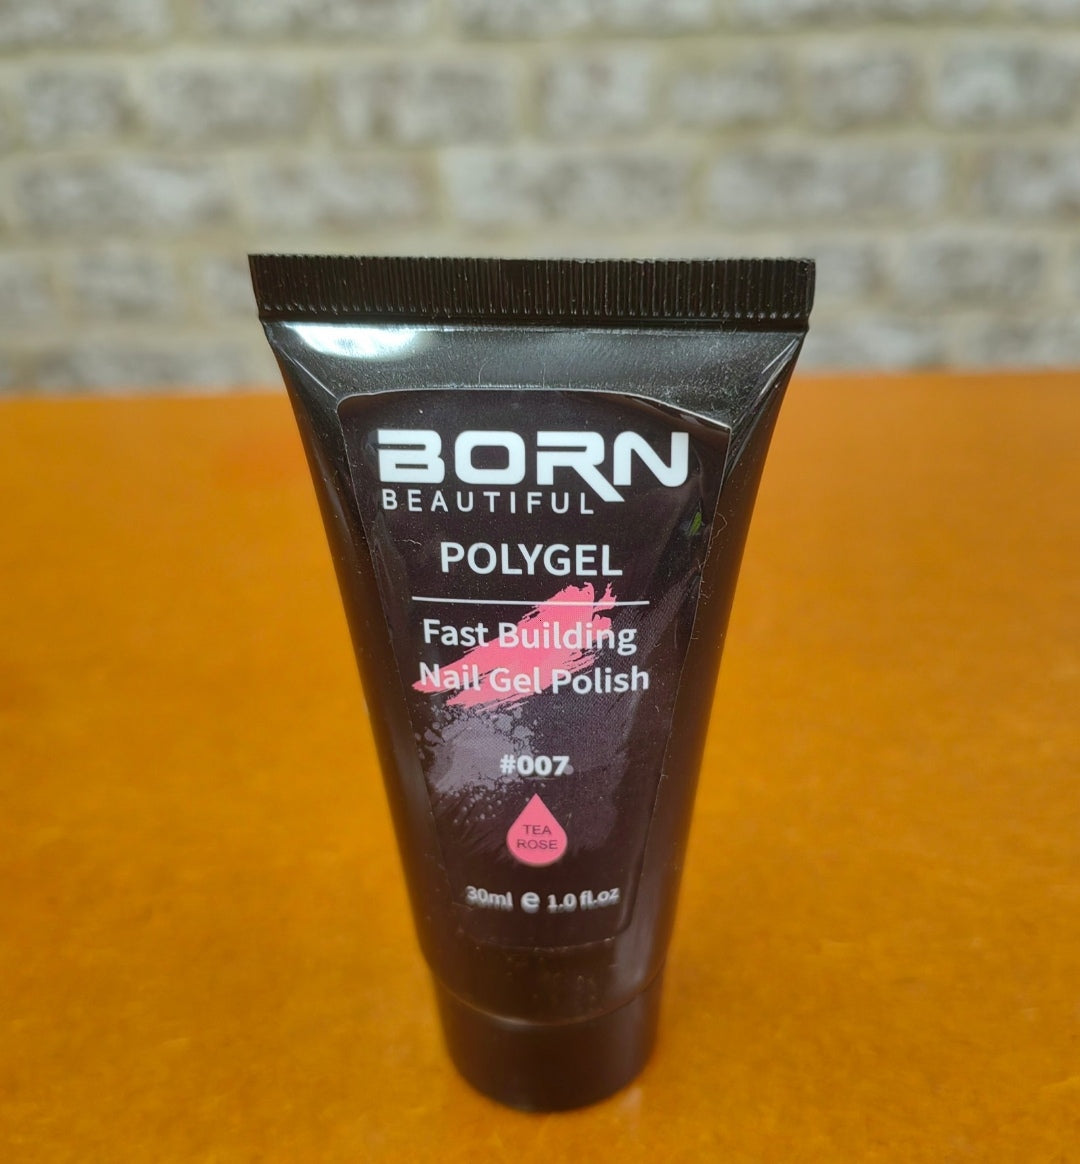 BORN
BEAUTIFUL
POLYGEL
Fast Building
Nail Gel Polish
#007
TEA
ROSE
30ml e 1.0 fl.oz